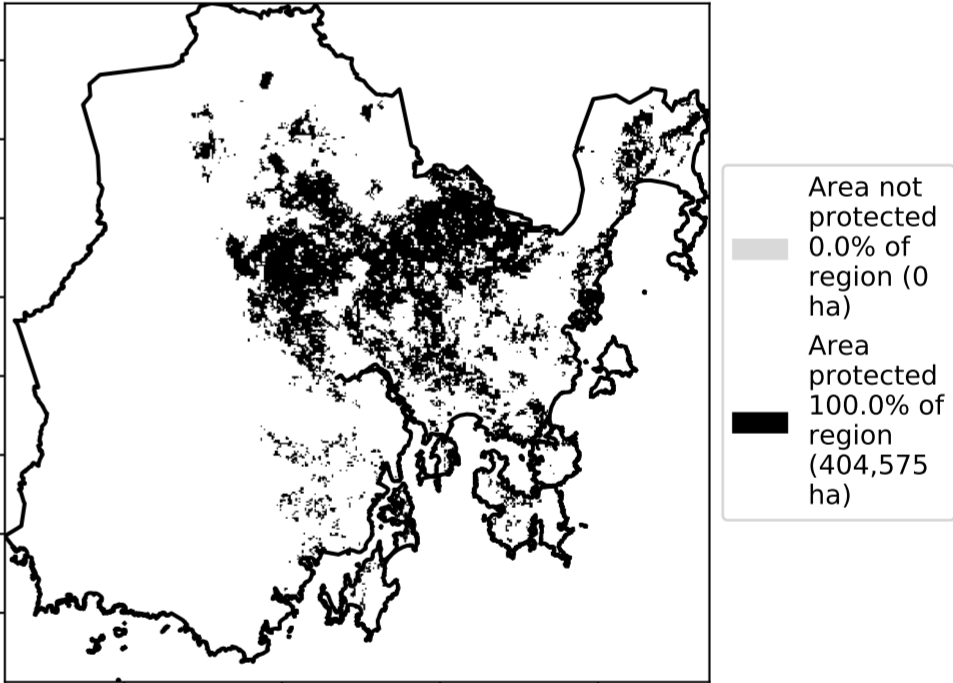 Area not
protected
0.0% of
region (0
ha)
Area
protected
100.0% of
region
(404,575
ha)